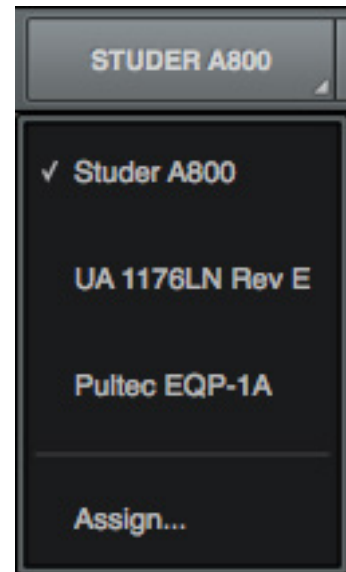 STUDER A800
✓ Studer A800
UA 1176LN Rev E
Pultec EQP-1A
Assign...